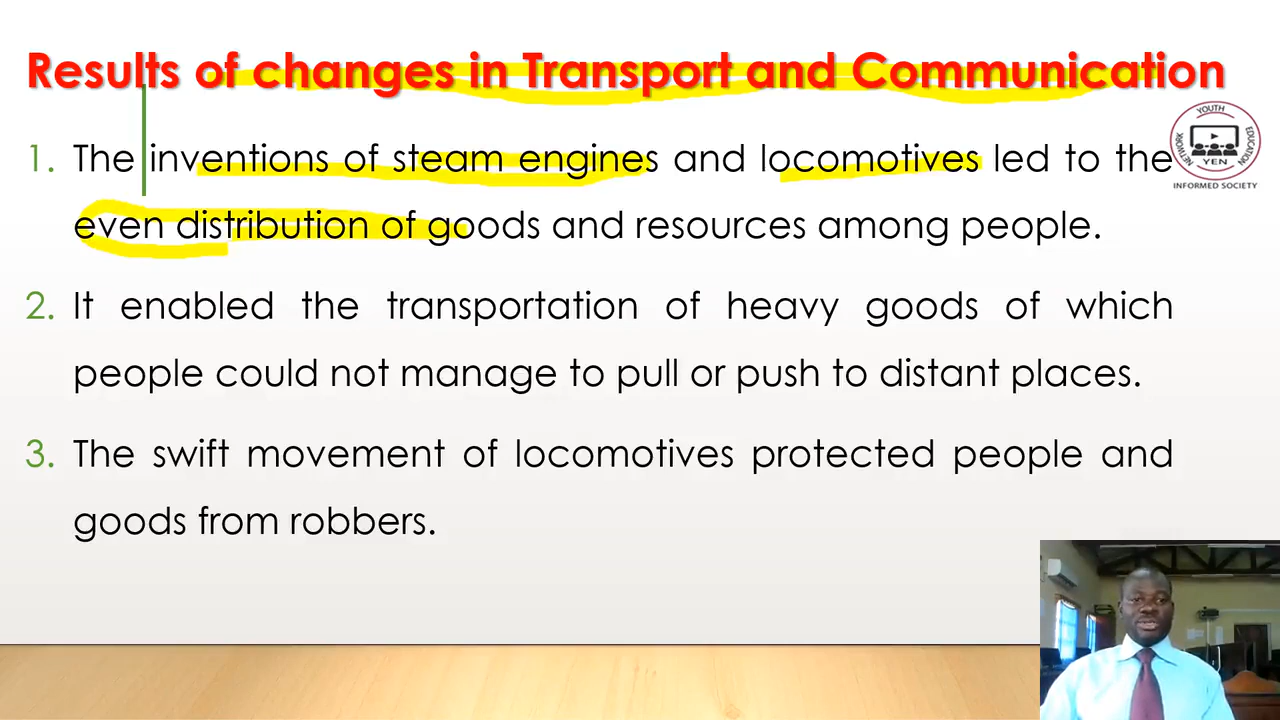 Results of changes in Transport and Communication
1. The inventions of steam engines and locomotives led to the
even distribution of goods and resources among people.
2. It enabled the transportation of heavy goods of which
people could not manage to pull or push to distant places.
3. The swift movement of locomotives protected people and
goods from robbers.
YOUTH
EDUCATION
NETWORK
YEN
INFORMED SOCIETY